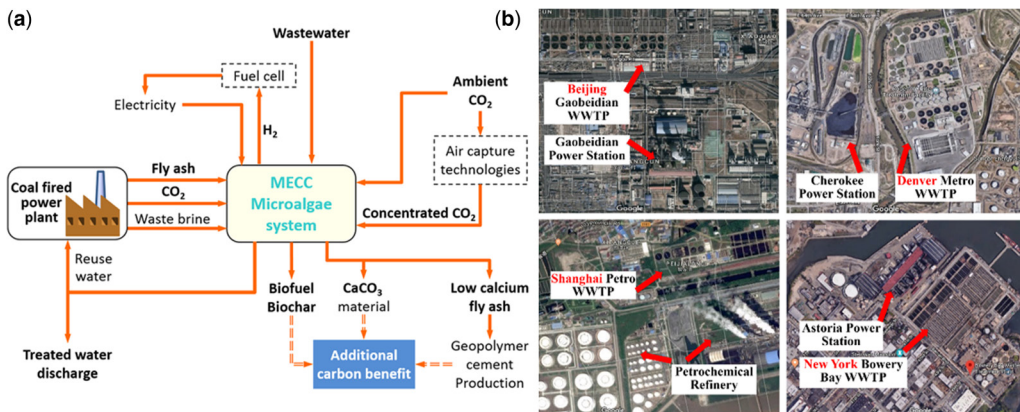 (a)
Wastewater
Fuel cell
Electricity
H2
Ambient
CO2
Air capture
technologies
Coal fired
power
plant
Fly ash
CO2
Waste brine
MECC
Microalgae
system
Concentrated CO2
Reuse
water
Biofuel
Biochar
CaCO3
material
Low calcium
fly ash
Treated water
discharge
Additional
carbon benefit
Geopolymer
cement
Production
(b)
Beijing
Gaobeidian
WWTP
Gaobeidian
Power Station
Google
Cherokee
Power Station
Denver Metro
WWTP
Google
Shanghai Petro
WWTP
Petrochemical
Refinery
Astoria Power
Station
New York Bowery
Bay WWTP